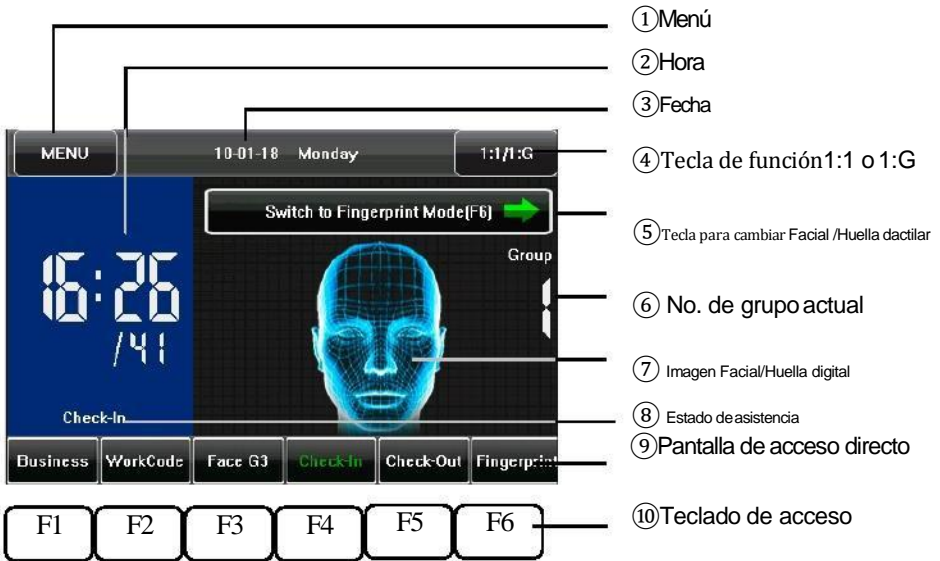 ①Menú
②Hora
③Fecha
MENU 10-01-18 Monday 1:1/1:G
④Tecla de función1:1 o 1:G
Switch to Fingerprint Mode(F6)
⑤Tecla para cambiar Facial /Huella dactilar
Group
16:26
1
/41
⑥ No. de grupo actual
⑦ Imagen Facial/Huella digital
Check-In
⑧ Estado de asistencia
⑨Pantalla de acceso directo
Business WorkCode Face G3 Check-In Check-Out Fingerprint
F1 F2 F3 F4 F5 F6
⑩Teclado de acceso